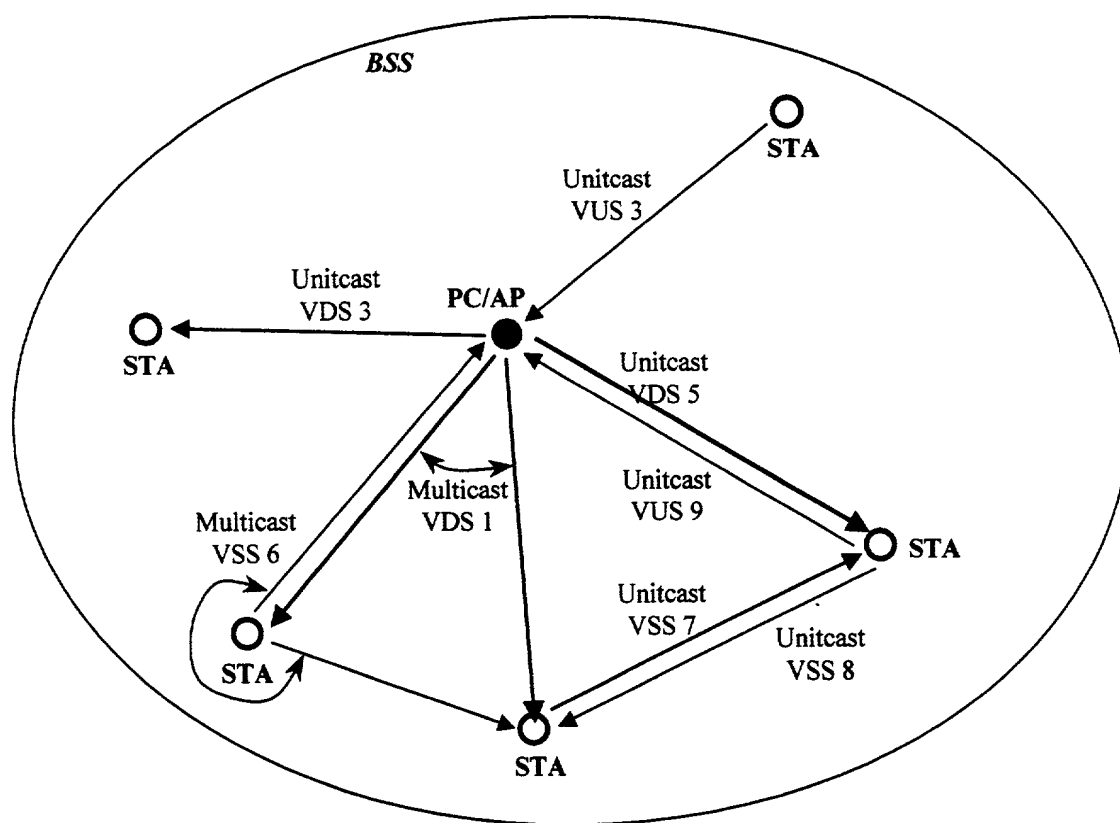 BSS
STA
Unitcast
VUS 3
Unitcast
VDS 3
PC/AP
STA
Unitcast
VDS 5
Multicast
VDS 1
Unitcast
VUS 9
Multicast
VSS 6
STA
Unitcast
VSS 7
Unitcast
VSS 8
STA
STA